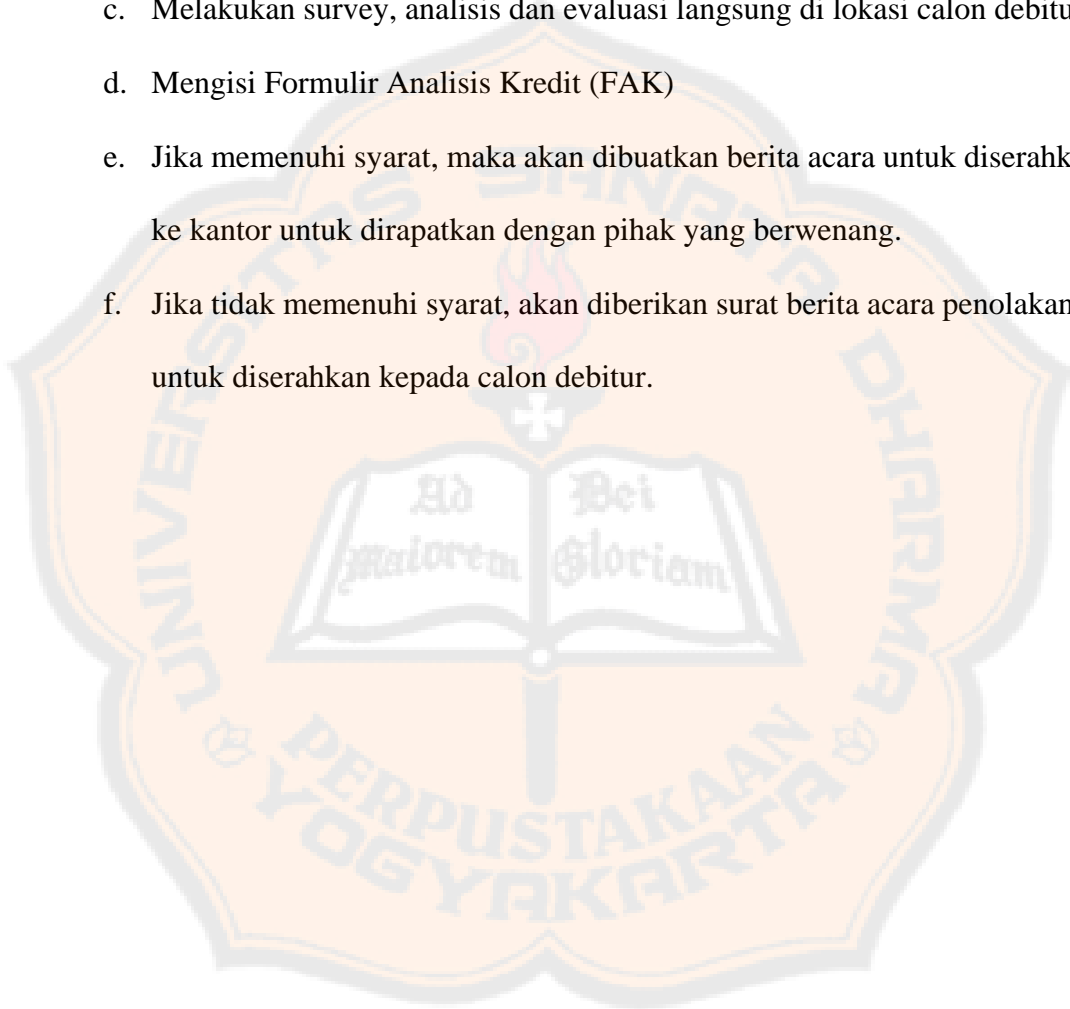 c. Melakukan survey, analisis dan evaluasi langsung di lokasi calon debitu
d. Mengisi Formulir Analisis Kredit (FAK)
e. Jika memenuhi syarat, maka akan dibuatkan berita acara untuk diserahk
ke kantor untuk dirapatkan dengan pihak yang berwenang.
f. Jika tidak memenuhi syarat, akan diberikan surat berita acara penolakan
untuk diserahkan kepada calon debitur.
UNIVERSITAS SANATA DHARMA
Ad Dei
Maiorem Gloriam
PERPUSTAKAAN
YOGYAKARTA